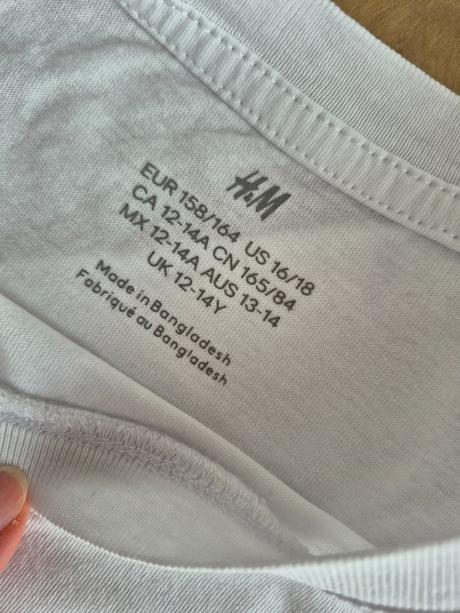 H&M
EUR 158/164 US 16/18
CA 12-14A CN 165/84
MX 12-14A AUS 13-14
UK 12-14Y
Made in Bangladesh
Fabriqué au Bangladesh